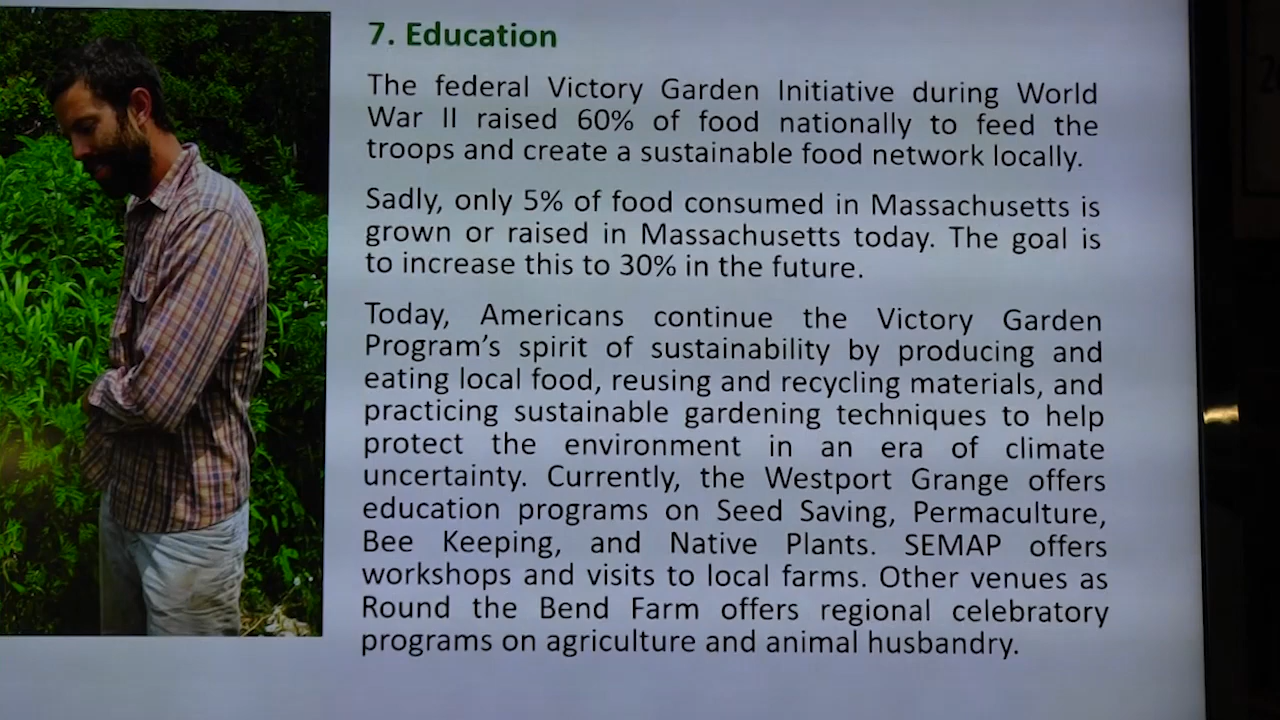 7. Education
The federal Victory Garden Initiative during World
War II raised 60% of food nationally to feed the
troops and create a sustainable food network locally.
Sadly, only 5% of food consumed in Massachusetts is
grown or raised in Massachusetts today. The goal is
to increase this to 30% in the future.
Today, Americans continue the Victory Garden
Program's spirit of sustainability by producing and
eating local food, reusing and recycling materials, and
practicing sustainable gardening techniques to help
protect the environment in an era of climate
uncertainty. Currently, the Westport Grange offers
education programs on Seed Saving, Permaculture,
Bee Keeping, and Native Plants. SEMAP offers
workshops and visits to local farms. Other venues as
Round the Bend Farm offers regional celebratory
programs on agriculture and animal husbandry.